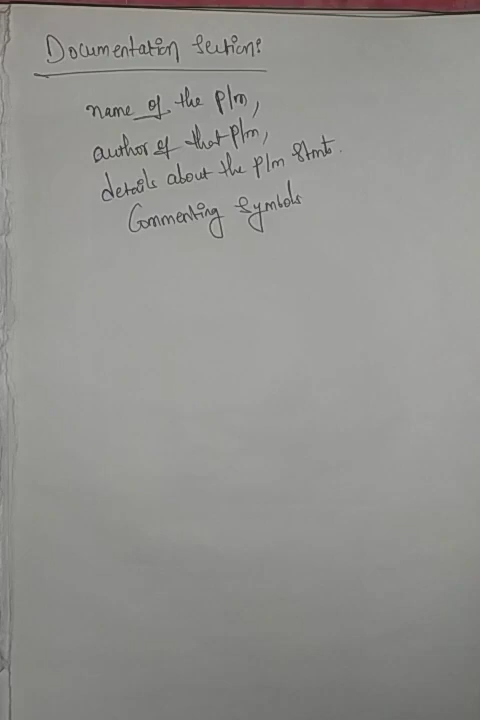 Documentation Section:
name of the p/m,
author of that p/m,
details about the p/m stmts.
Commenting symbols